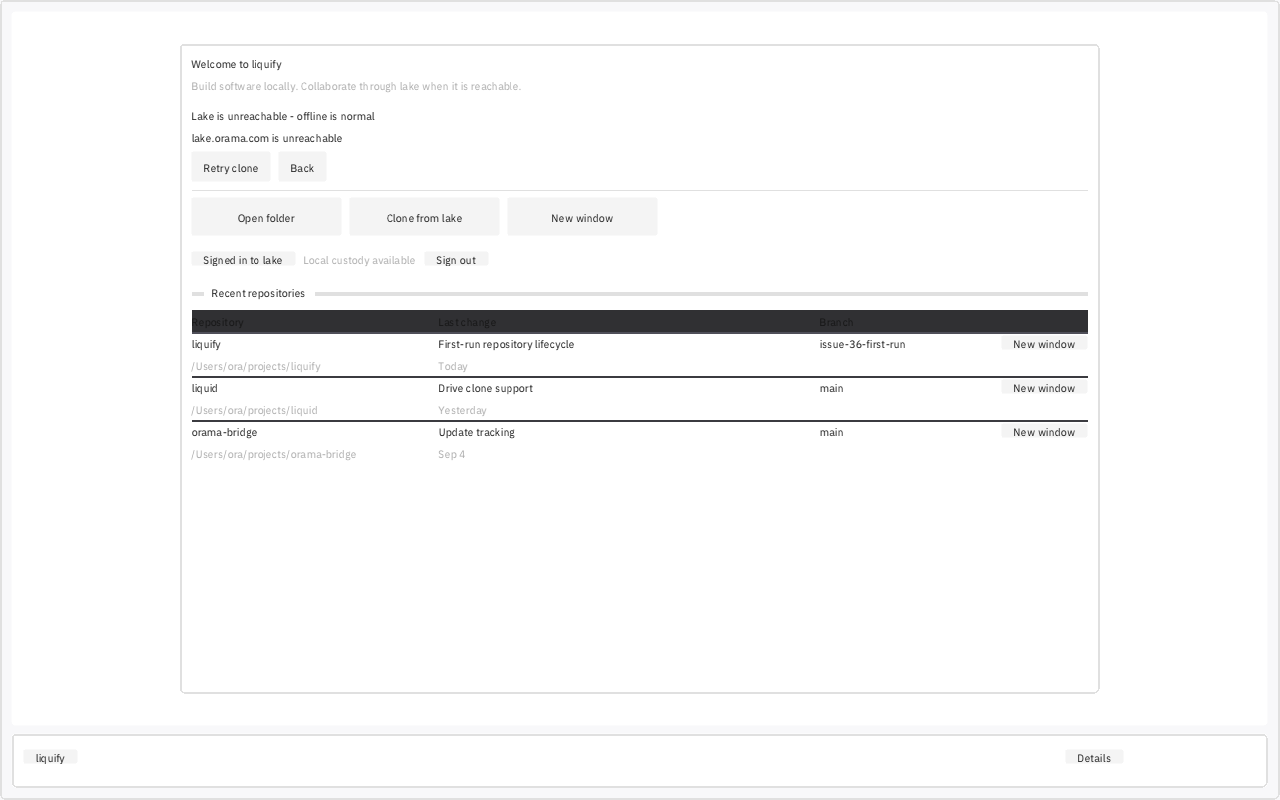 Welcome to liquify
Build software locally. Collaborate through lake when it is reachable.
Lake is unreachable - offline is normal
lake.orama.com is unreachable
Retry clone Back
Open folder Clone from lake New window
Signed in to lake Local custody available Sign out
Recent repositories
Repository Last change Branch
liquify First-run repository lifecycle issue-36-first-run New window
/Users/ora/projects/liquify Today
liquid Drive clone support main New window
/Users/ora/projects/liquid Yesterday
orama-bridge Update tracking main New window
/Users/ora/projects/orama-bridge Sep 4
liquify Details